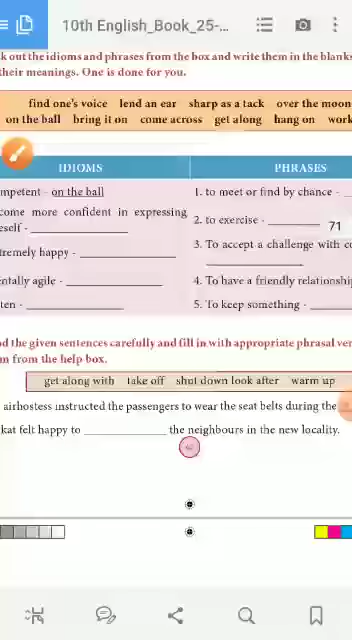 10th English_Book_25-...
k out the idioms and phrases from the box and write them in the blanks
their meanings. One is done for you.
find one's voice lend an ear sharp as a tack over the moon
on the ball bring it on come across get along hang on work
IDIOMS
PHRASES
mpetent - on the ball
1. to meet or find by chance -
come more confident in expressing
eself -
2. to exercise -
71
tremely happy -
3. To accept a challenge with co
entally agile -
4. To have a friendly relationship
ten -
5. To keep something -
d the given sentences carefully and fill in with appropriate phrasal ver
m from the help box.
get along with take off shut down look after warm up
airhostess instructed the passengers to wear the seat belts during the
kat felt happy to ____________ the neighbours in the new locality.